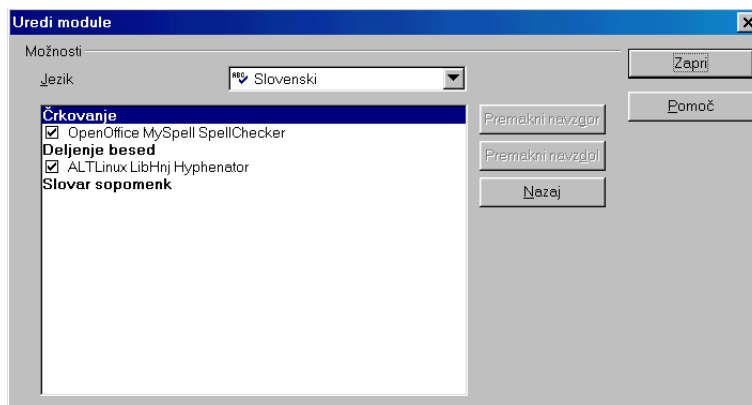 Uredi module
Možnosti
Jezik
ABC Slovenski
Črkovanje
OpenOffice MySpell SpellChecker
Deljenje besed
ALTLinux LibHnj Hyphenator
Slovar sopomenk
Premakni navzgor
Premakni navzdol
Nazaj
Zapri
Pomoč